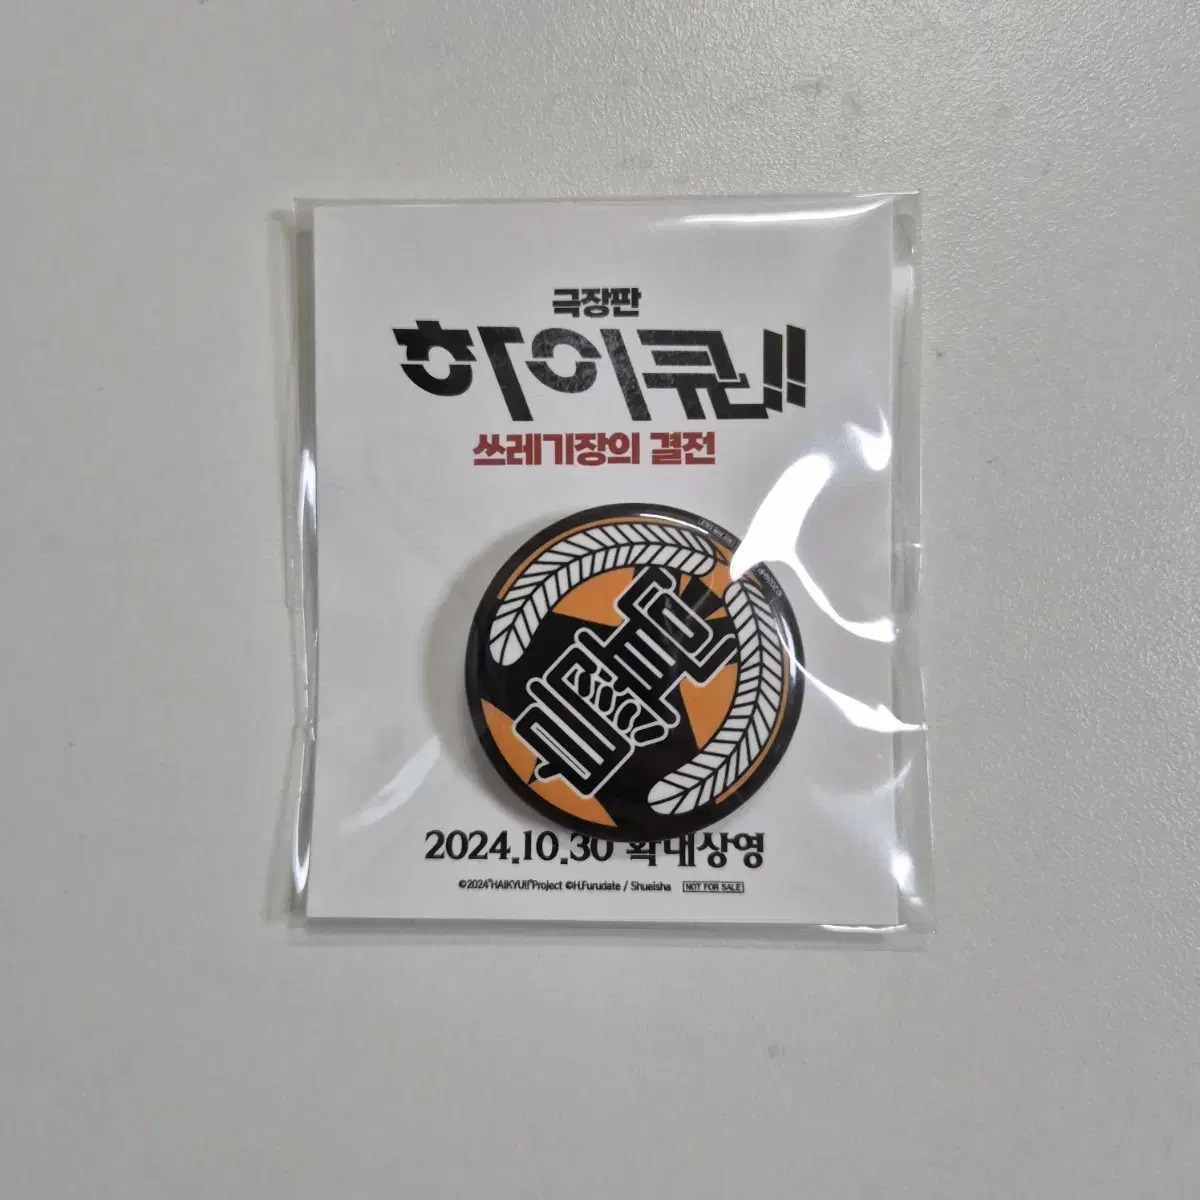 극장판
하이큐!!
쓰레기장의 결전
2024.10.30 확대상영
©2024"HAIKYU!!"Project ©H.Furudate / Shueisha NOT FOR SALE